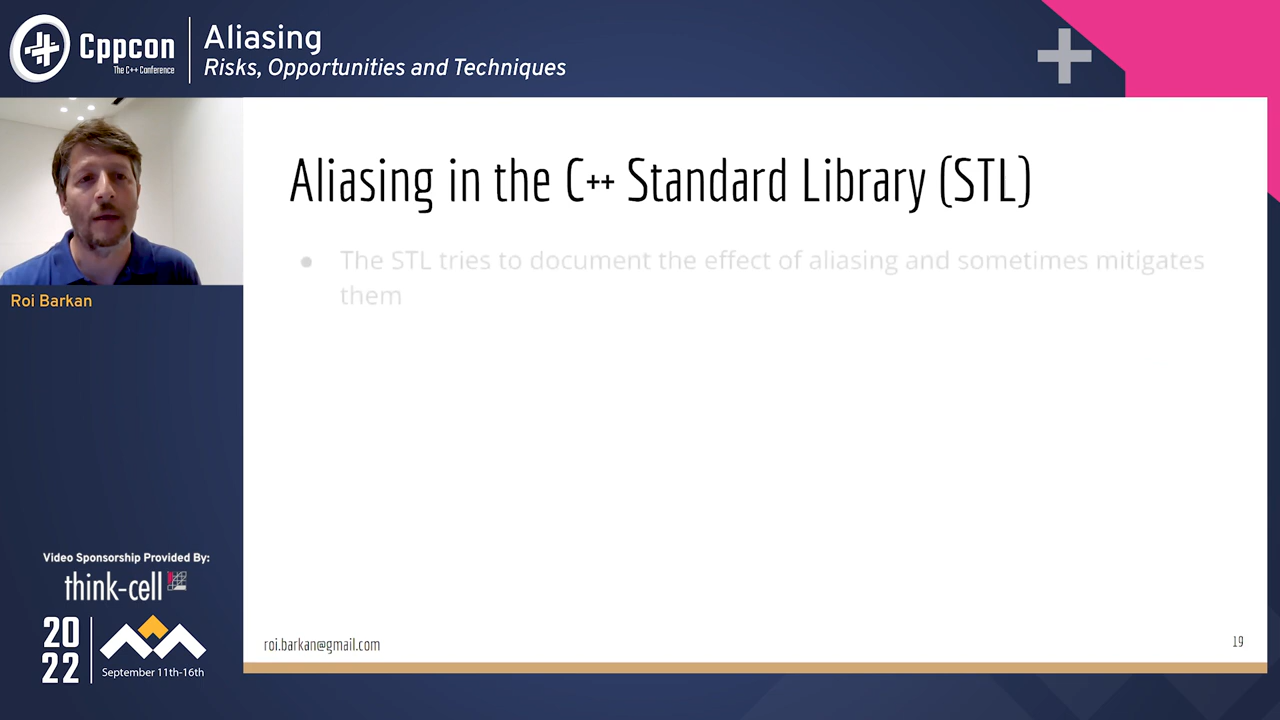 Cppcon
The C++ Conference
Aliasing
Risks, Opportunities and Techniques
Roi Barkan
Aliasing in the C++ Standard Library (STL)
● The STL tries to document the effect of aliasing and sometimes mitigates
them
Video Sponsorship Provided By:
think-cell
20
22
September 11th-16th
roi.barkan@gmail.com
19